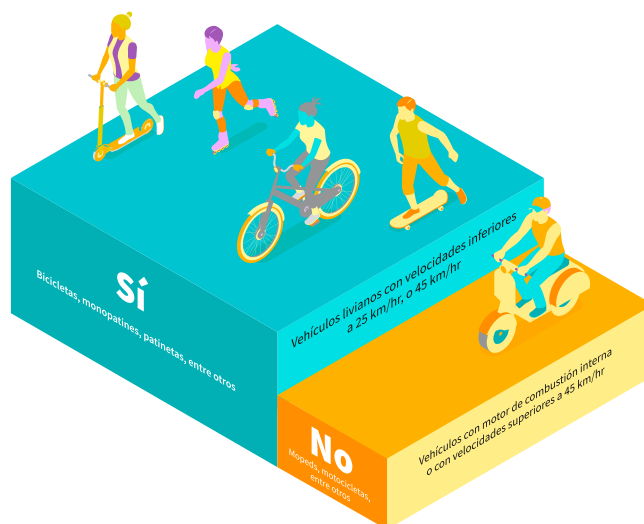 Sí
Bicicletas, monopatines, patinetas, entre otros
Vehículos livianos con velocidades inferiores
a 25 km/hr, o 45 km/hr
No
Mopeds, motocicletas,
entre otros
Vehículos con motor de combustión interna
o con velocidades superiores a 45 km/hr